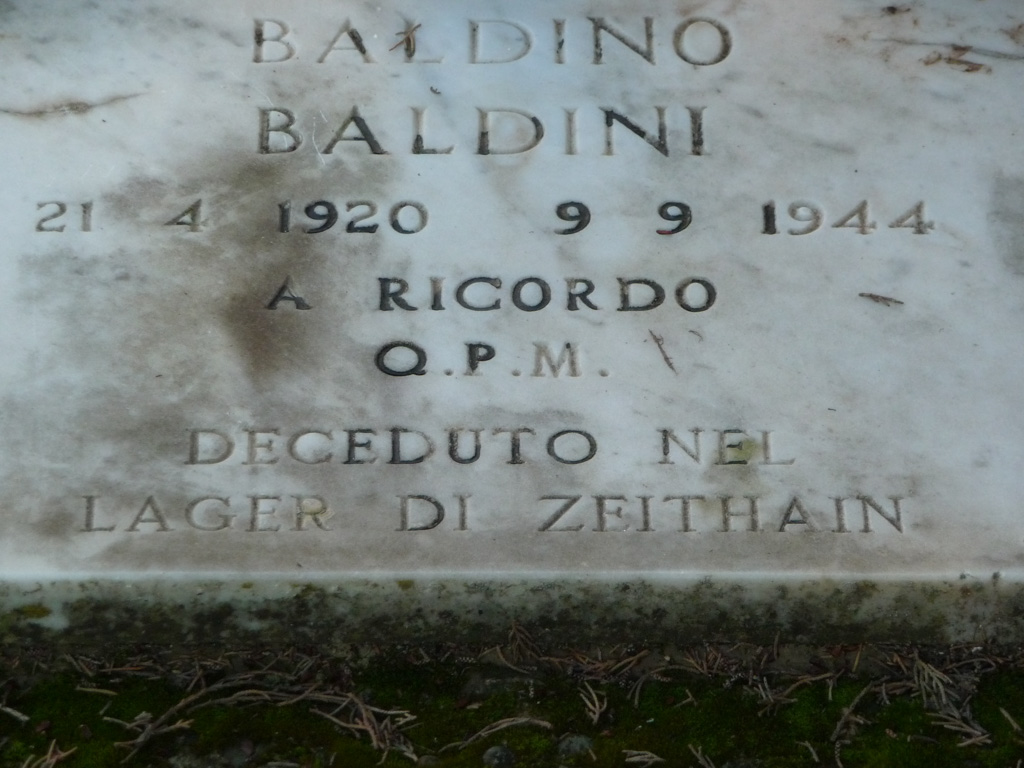 BALDINO
BALDINI
21 4 1920 9 9 1944
A RICORDO
Q.P.M.
DECEDUTO NEL
LAGER DI ZEITHAIN